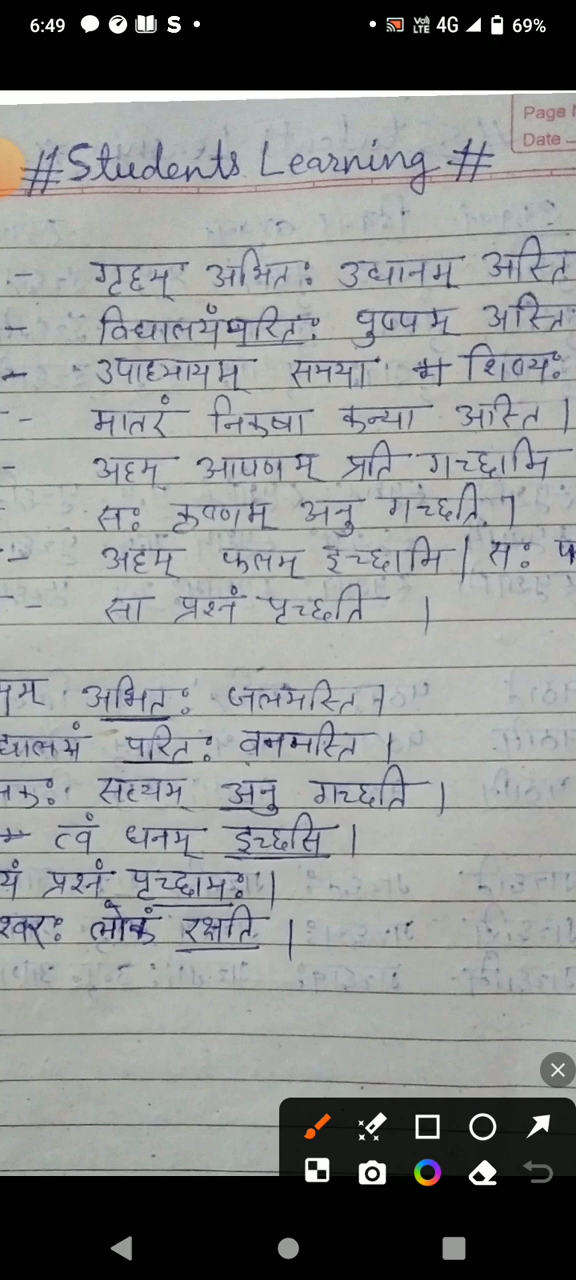 6:49 S 4G 69%
Vo) LTE
Page
Date
# Students Learning #
:- गृहम् अभितः उद्यानम् अस्ति
- विद्यालयंपरितः पुष्पम् अस्ति
- उपाध्यायम् समया शिष्यः
- मातरं निकषा कन्या अस्ति ।
- अहम् आपणम् प्रति गच्छामि
सः कृष्णम् अनु गच्छति ।
- अहम् फलम् इच्छामि । सः
- सा प्रश्नं पृच्छति ।
अभितः जलमस्ति ।
परितः वनमस्ति ।
सत्यम् अनु गच्छति ।
त्वं धनम् इच्छसि ।
प्रश्नं पृच्छामः ।
लोकं रक्षति ।